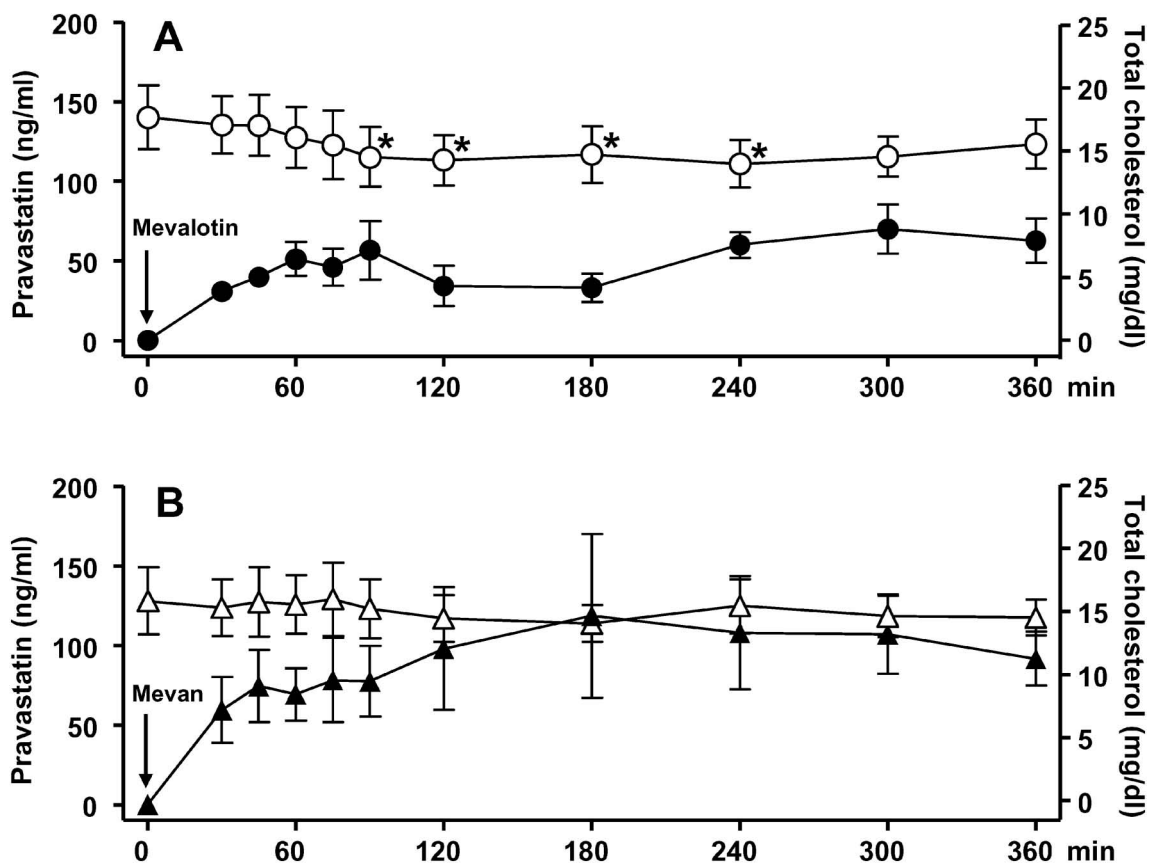 A
Pravastatin (ng/ml)
200
150
100
50
0
Total cholesterol (mg/dl)
25
20
15
10
5
0
* * * *
Mevalotin
0 60 120 180 240 300 360 min
B
Pravastatin (ng/ml)
200
150
100
50
0
Total cholesterol (mg/dl)
25
20
15
10
5
0
Mevan
0 60 120 180 240 300 360 min